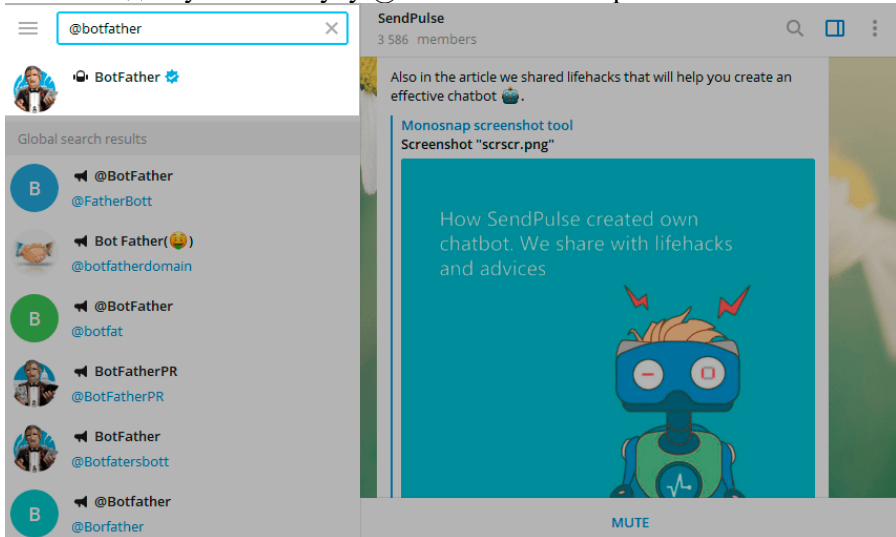 @botfather
BotFather
Global search results
B
@BotFather
@FatherBott
Bot Father(🤑)
@botfatherdomain
B
@BotFather
@botfat
BotFatherPR
@BotFatherPR
BotFather
@Botfatersbott
B
@Botfather
@Borfather
SendPulse
3 586 members
Also in the article we shared lifehacks that will help you create an
effective chatbot 🤖.
Monosnap screenshot tool
Screenshot "scrscr.png"
How SendPulse created own
chatbot. We share with lifehacks
and advices
MUTE